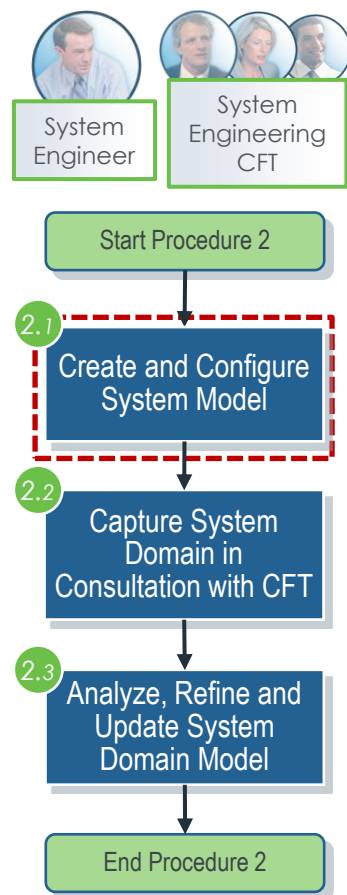 System
Engineer
System
Engineering
CFT
Start Procedure 2
2.1
Create and Configure
System Model
2.2
Capture System
Domain in
Consultation with CFT
2.3
Analyze, Refine and
Update System
Domain Model
End Procedure 2